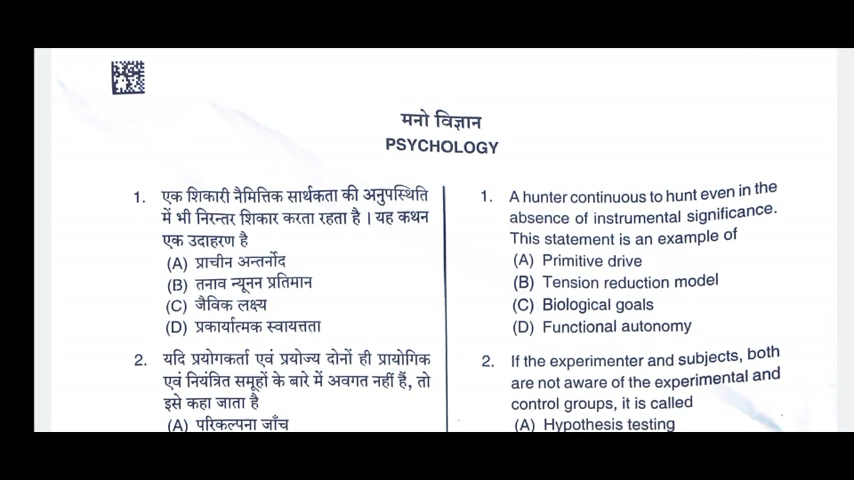 मनो विज्ञान
PSYCHOLOGY
1. एक शिकारी नैमित्तिक सार्थकता की अनुपस्थिति
में भी निरन्तर शिकार करता रहता है । यह कथन
एक उदाहरण है
(A) प्राचीन अन्तर्नोद
(B) तनाव न्यूनन प्रतिमान
(C) जैविक लक्ष्य
(D) प्रकार्यात्मक स्वायत्तता
2. यदि प्रयोगकर्ता एवं प्रयोज्य दोनों ही प्रायोगिक
एवं नियंत्रित समूहों के बारे में अवगत नहीं हैं, तो
इसे कहा जाता है
(A) परिकल्पना जाँच
1. A hunter continuous to hunt even in the
absence of instrumental significance.
This statement is an example of
(A) Primitive drive
(B) Tension reduction model
(C) Biological goals
(D) Functional autonomy
2. If the experimenter and subjects, both
are not aware of the experimental and
control groups, it is called
(A) Hypothesis testing